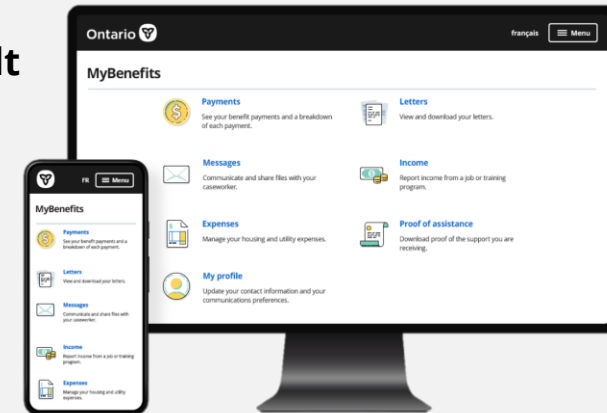 lt
Ontario
français
Menu
MyBenefits
Payments
See your benefit payments and a breakdown
of each payment.
Letters
View and download your letters.
Messages
Communicate and share files with your
caseworker.
Income
Report income from a job or training
program.
Expenses
Manage your housing and utility expenses.
Proof of assistance
Download proof of the support you are
receiving.
My profile
Update your contact information and your
communications preferences.
FR
Menu
MyBenefits
Payments
See your benefit payments and a
breakdown of each payment.
Letters
View and download your letters.
Messages
Communicate and share files with
your caseworker.
Income
Report income from a job or training
program.
Expenses
Manage your housing and utility
expenses.